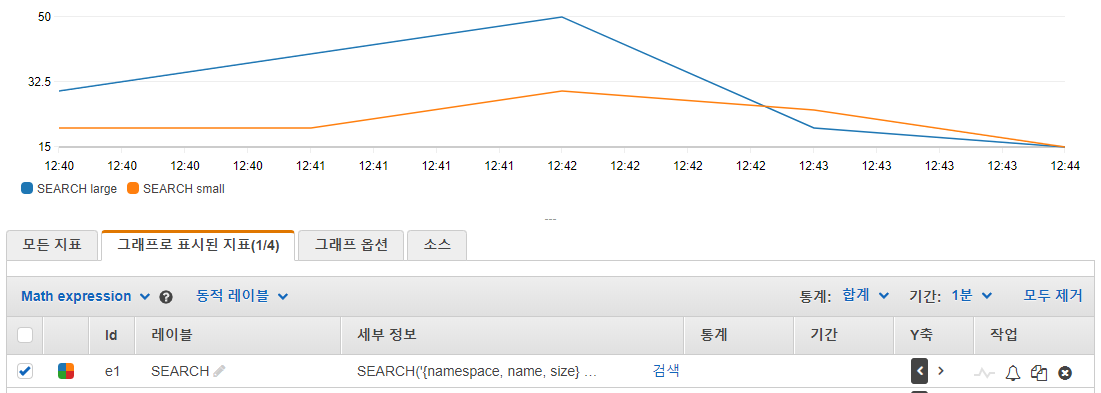 50
32.5
15
12:40 12:40 12:40 12:40 12:41 12:41 12:41 12:41 12:42 12:42 12:42 12:42 12:43 12:43 12:43 12:43 12:44
SEARCH large SEARCH small
---
모든 지표 그래프로 표시된 지표(1/4) 그래프 옵션 소스
Math expression ? 동적 레이블 통계: 합계 기간: 1분 모두 제거
Id 레이블 세부 정보 통계 기간 Y축 작업
e1 SEARCH SEARCH('{namespace, name, size} ... 검색 < >